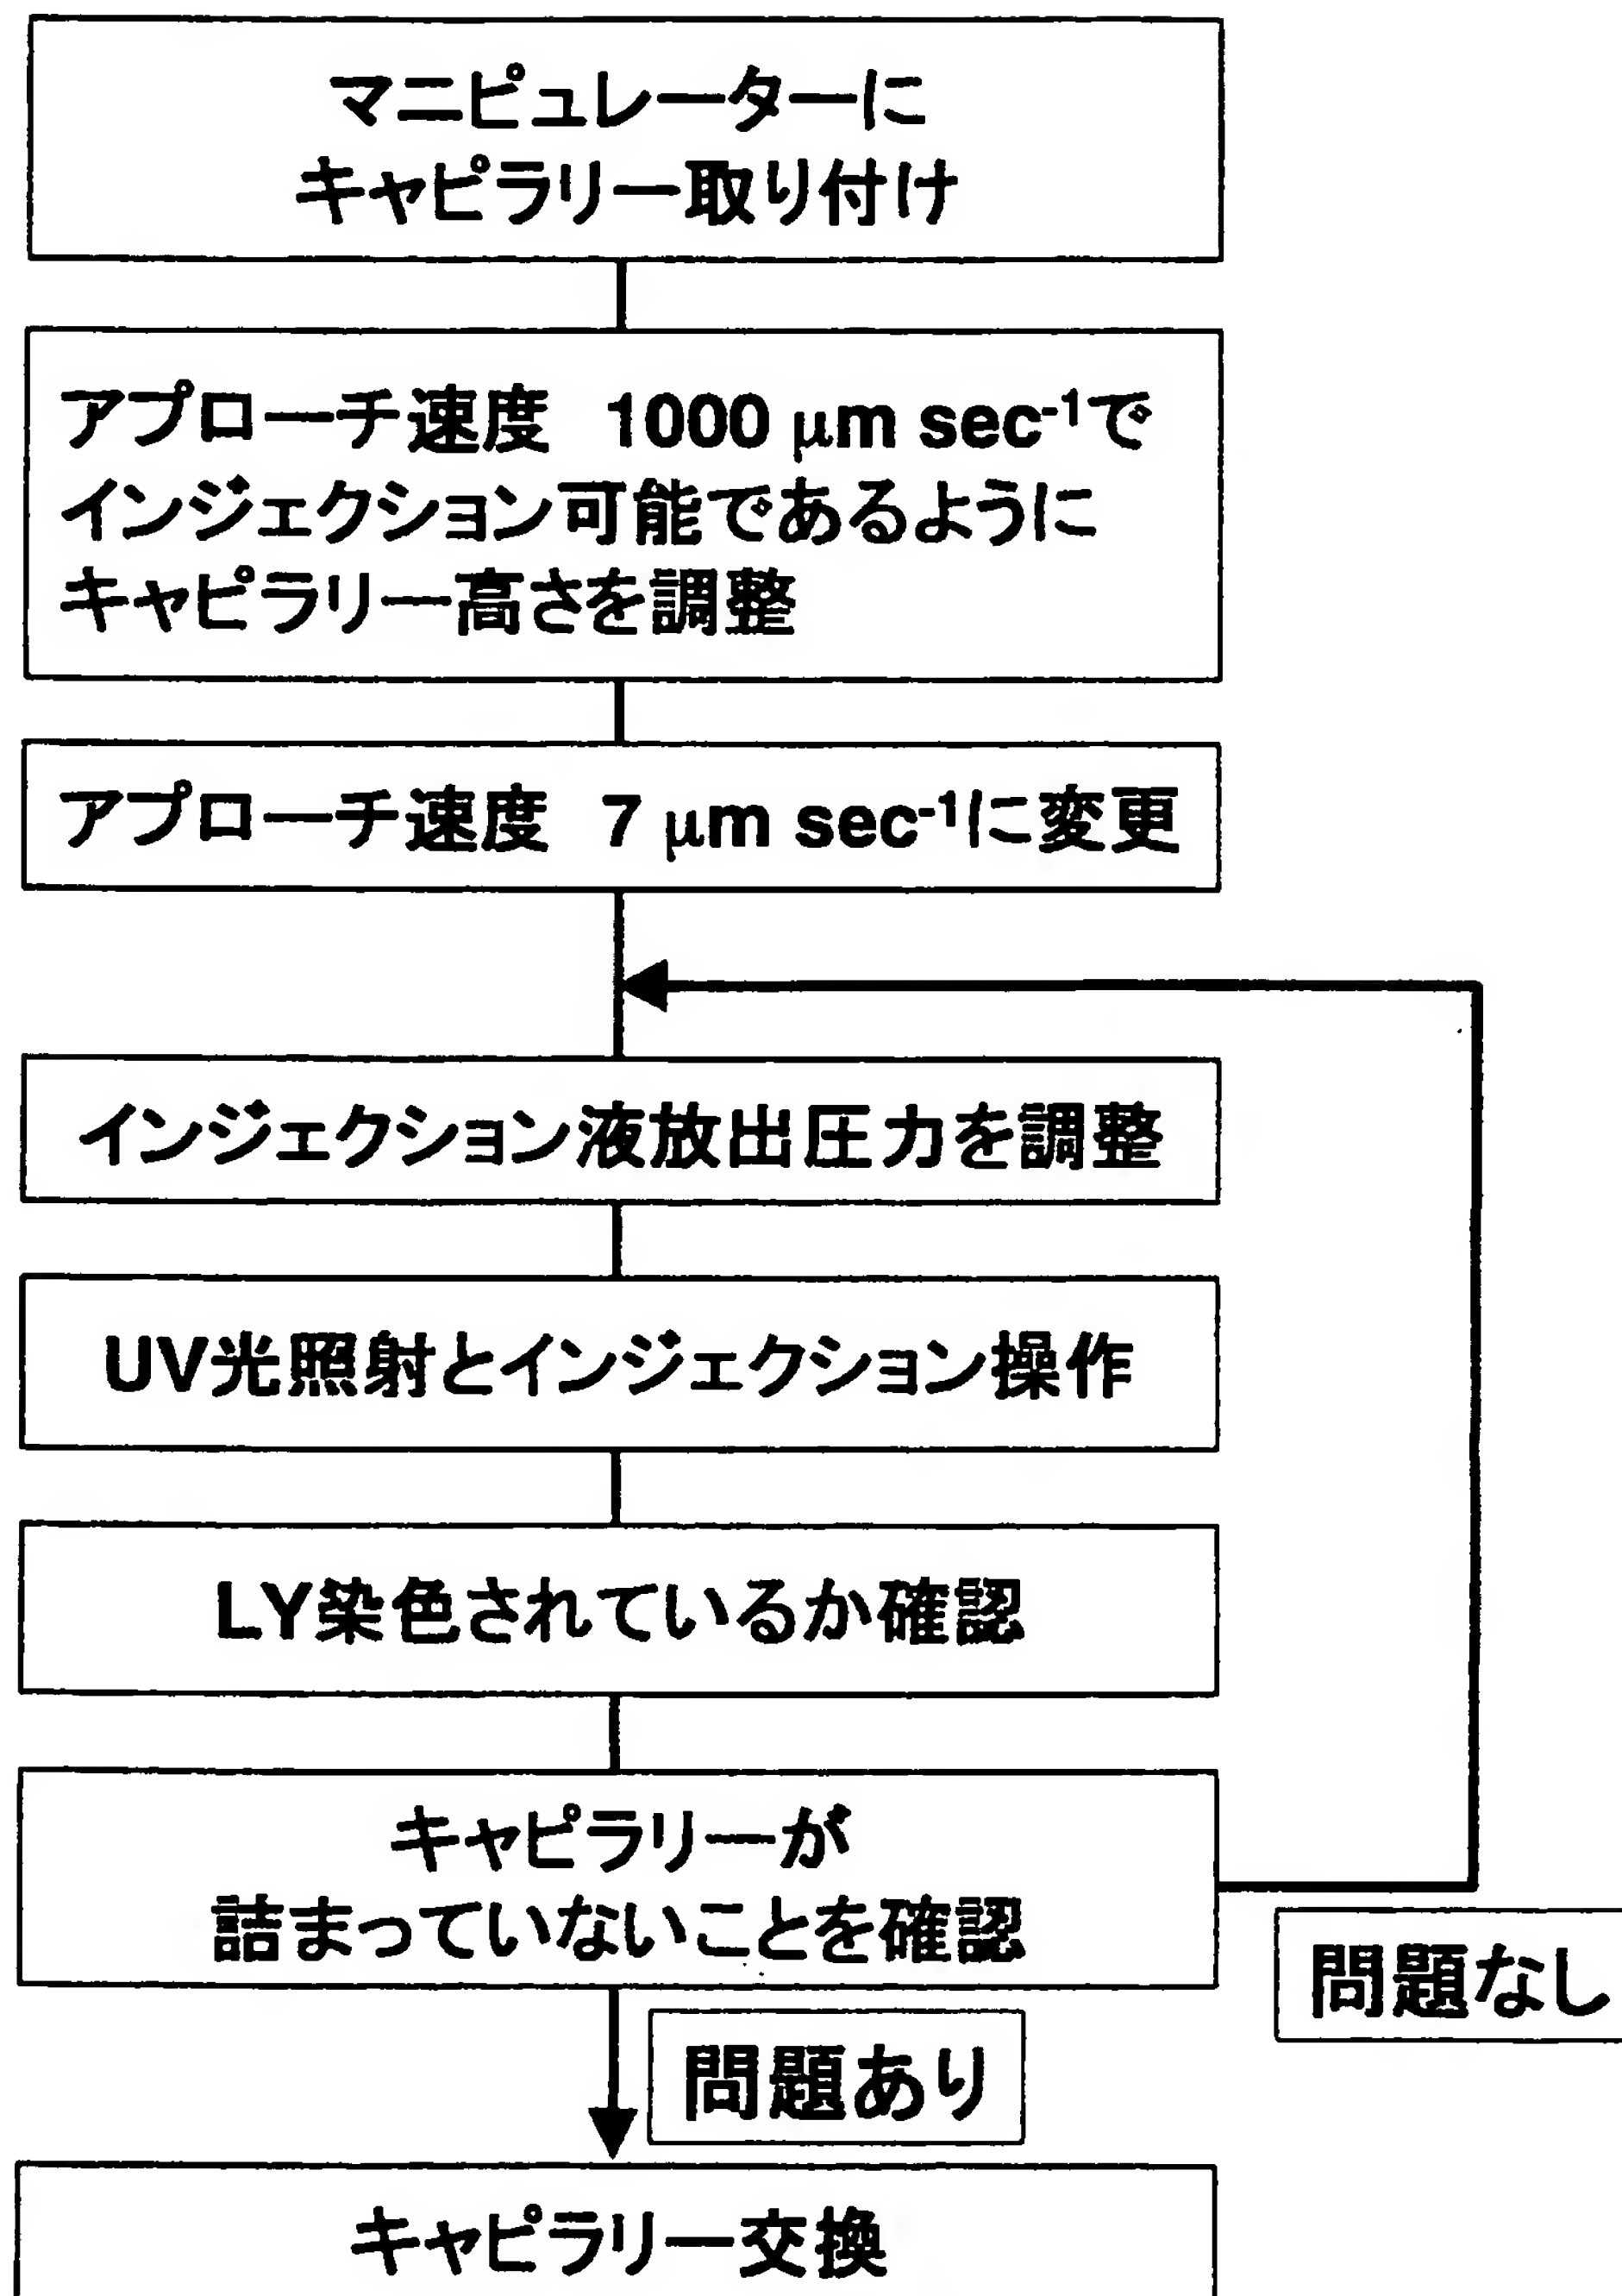 マニピュレーターに
キャピラリー取り付け
アプローチ速度 1000 μm sec⁻¹で
インジェクション可能であるように
キャピラリー高さを調整
アプローチ速度 7 μm sec⁻¹に変更
インジェクション液放出圧力を調整
UV光照射とインジェクション操作
LY染色されているか確認
キャピラリーが
詰まっていないことを確認
問題なし
問題あり
キャピラリー交換